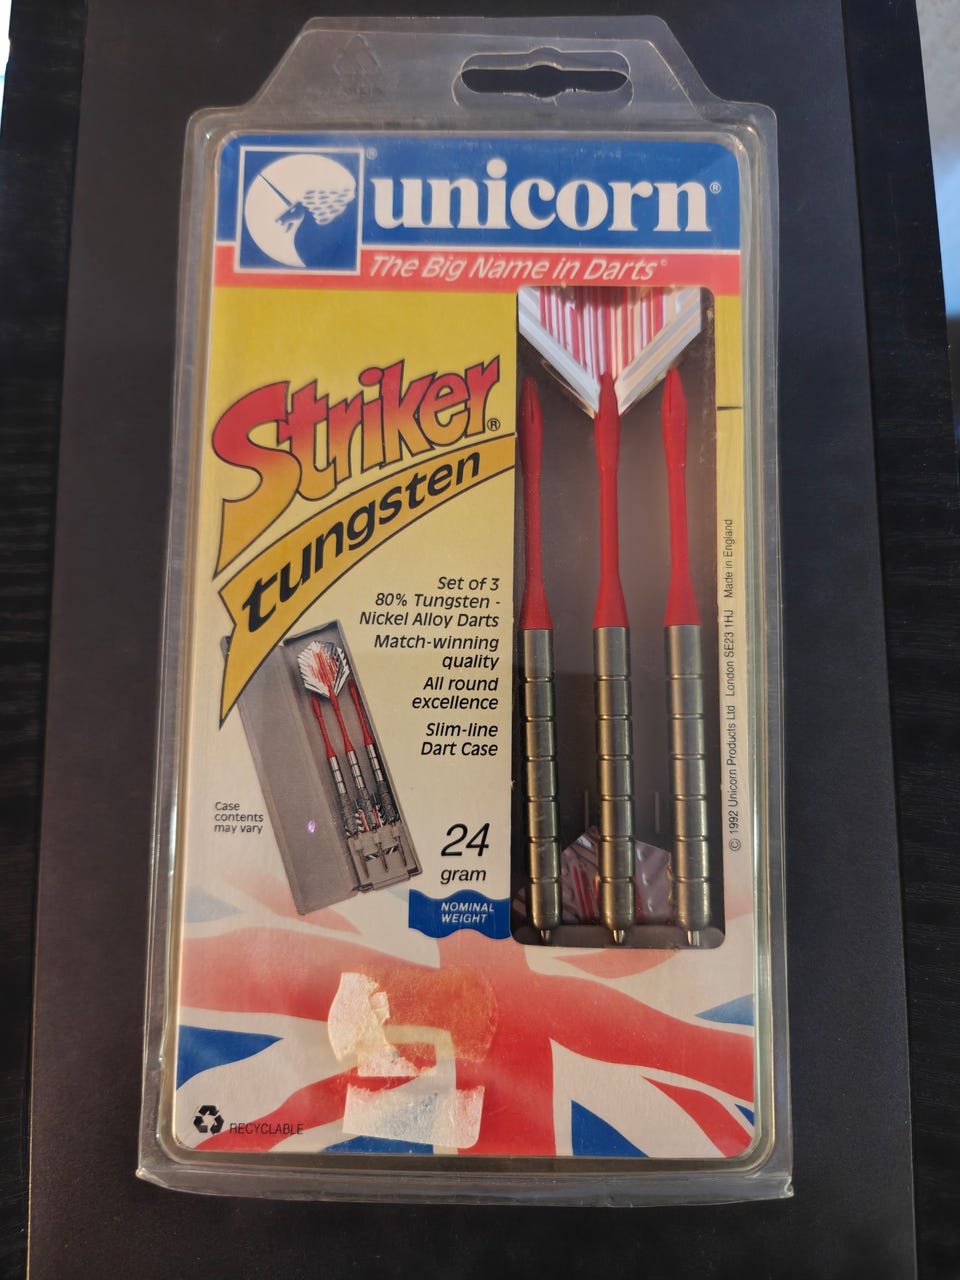 unicorn®
®
The Big Name in Darts©
Striker®
tungsten
Set of 3
80% Tungsten -
Nickel Alloy Darts
Match-winning
quality
All round
excellence
Slim-line
Dart Case
Case
contents
may vary
24
gram
NOMINAL
WEIGHT
© 1992 Unicorn Products Ltd London SE23 1HJ Made in England
RECYCLABLE